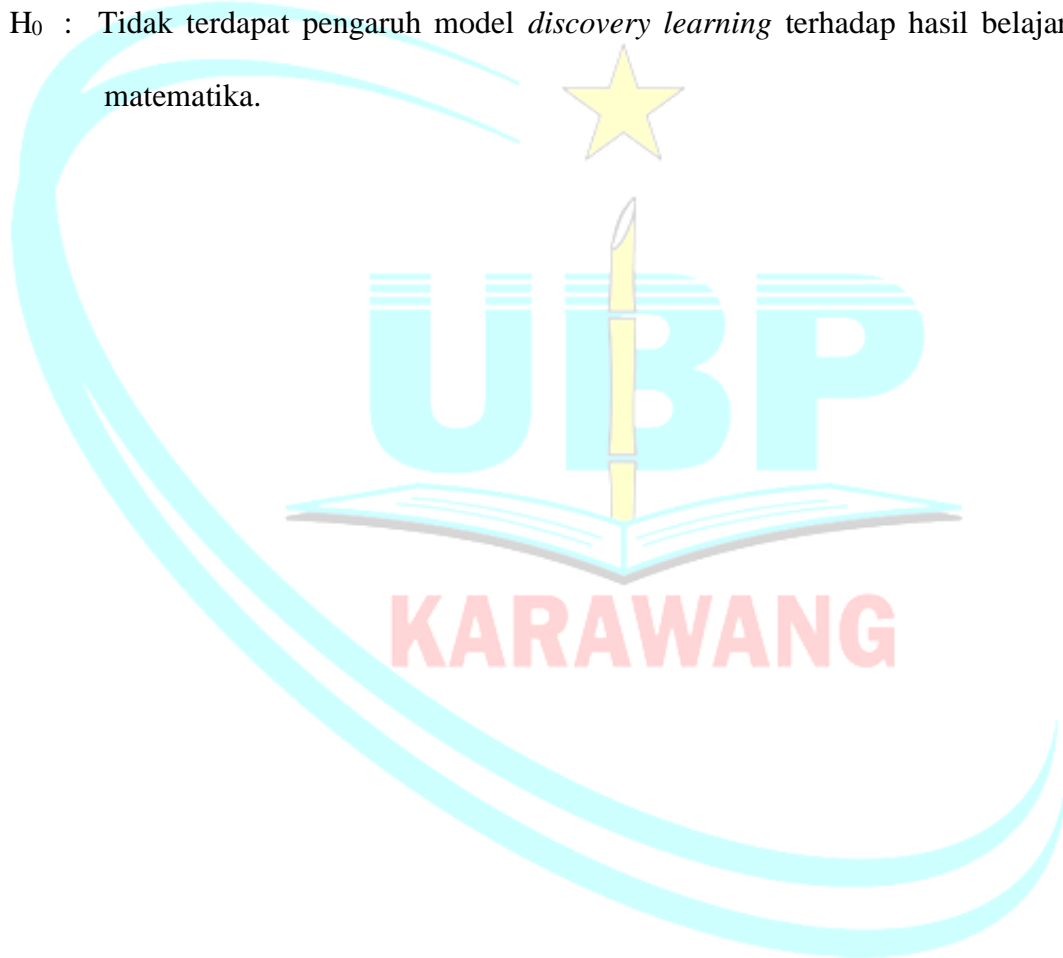 H₀ : Tidak terdapat pengaruh model discovery learning terhadap hasil belajar
matematika.
UBP
KARAWANG